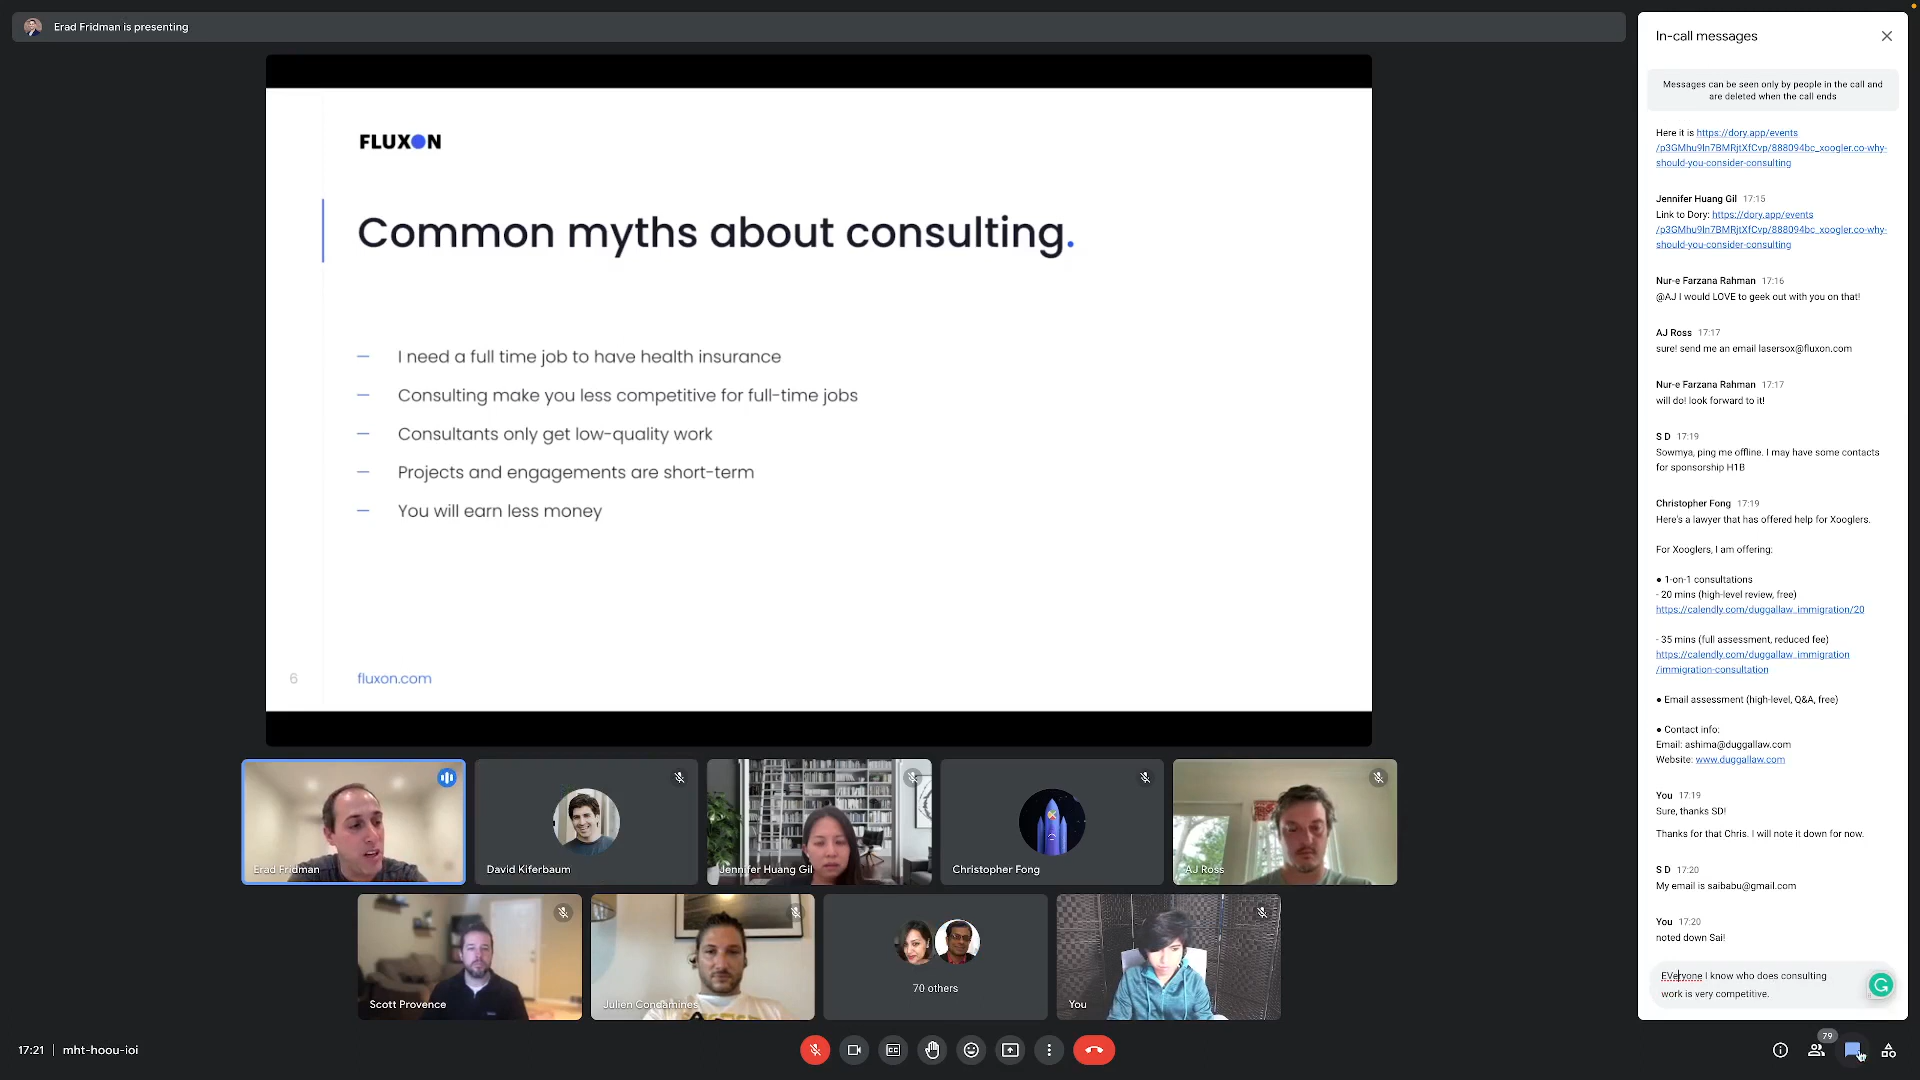 Erad Fridman is presenting
FLUXON
Common myths about consulting.
— I need a full time job to have health insurance
— Consulting make you less competitive for full-time jobs
— Consultants only get low-quality work
— Projects and engagements are short-term
— You will earn less money
6
fluxon.com
Erad Fridman
David Kiferbaum
Jennifer Huang Gil
Christopher Fong
AJ Ross
Scott Provence
Julien Condamines
70 others
You
17:21 | mht-hoou-ioi
CC
79
In-call messages
Messages can be seen only by people in the call and
are deleted when the call ends
Here it is https://dory.app/events
/p3GMhu9ln7BMRjtXfCvp/888094bc_xoogler.co-why-
should-you-consider-consulting
Jennifer Huang Gil 17:15
Link to Dory: https://dory.app/events
/p3GMhu9ln7BMRjtXfCvp/888094bc_xoogler.co-why-
should-you-consider-consulting
Nur-e Farzana Rahman 17:16
@AJ I would LOVE to geek out with you on that!
AJ Ross 17:17
sure! send me an email lasersox@fluxon.com
Nur-e Farzana Rahman 17:17
will do! look forward to it!
S D 17:19
Sowmya, ping me offline. I may have some contacts
for sponsorship H1B
Christopher Fong 17:19
Here's a lawyer that has offered help for Xooglers.
For Xooglers, I am offering:
● 1-on-1 consultations
- 20 mins (high-level review, free)
https://calendly.com/duggallaw_immigration/20
- 35 mins (full assessment, reduced fee)
https://calendly.com/duggallaw_immigration
/immigration-consultation
● Email assessment (high-level, Q&A, free)
● Contact info:
Email: ashima@duggallaw.com
Website: www.duggallaw.com
You 17:19
Sure, thanks SD!
Thanks for that Chris. I will note it down for now.
S D 17:20
My email is saibabu@gmail.com
You 17:20
noted down Sai!
EVeryone I know who does consulting
work is very competitive.